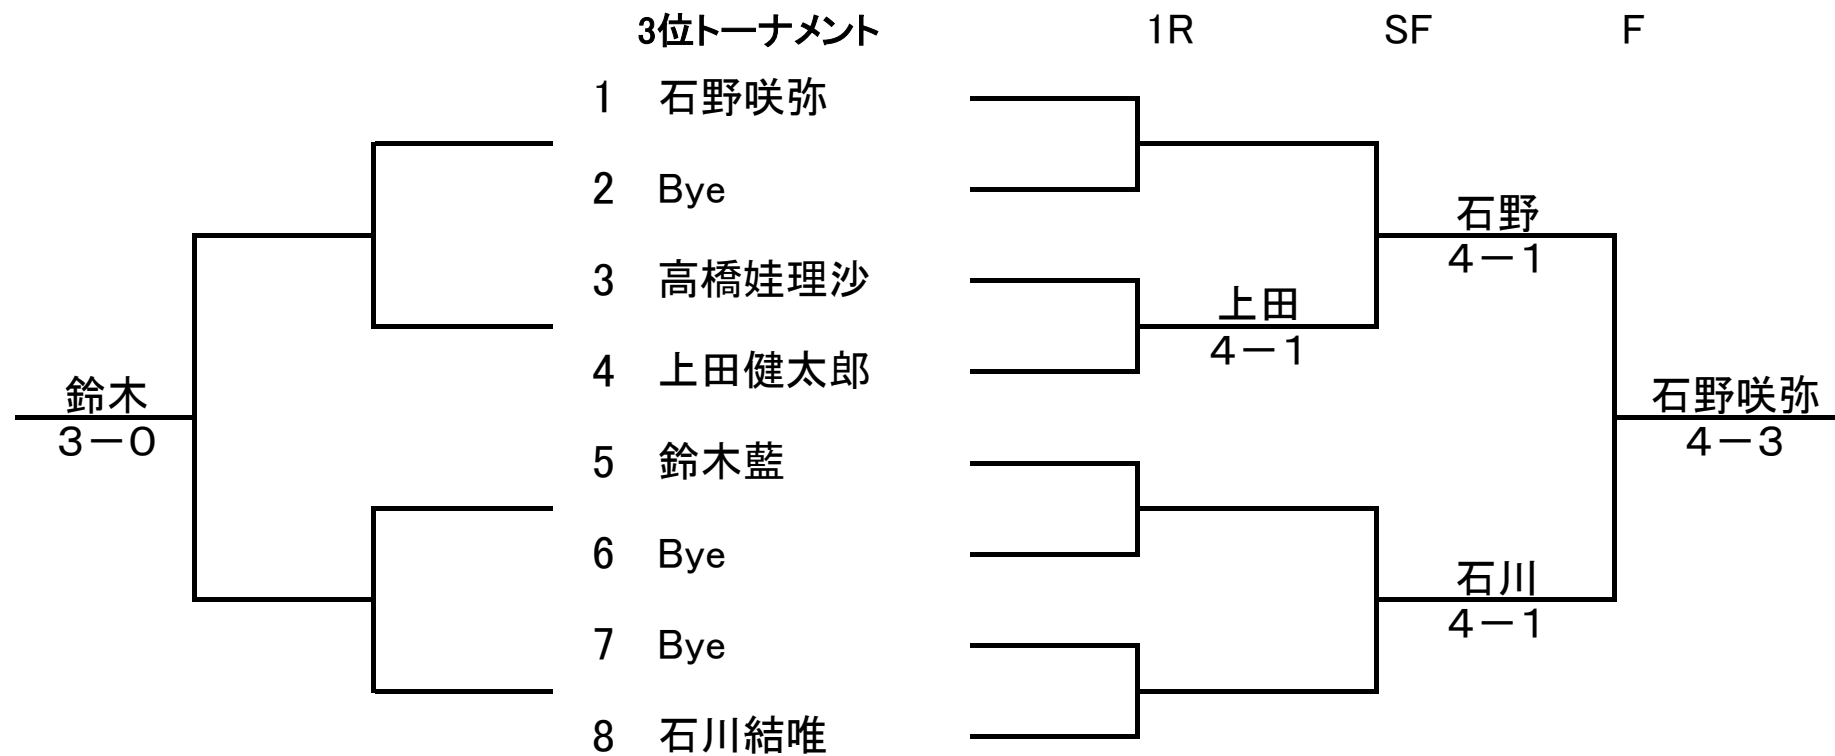 3位トーナメント 1R SF F
1 石野咲弥
2 Bye
石野
4－1
3 高橋娃理沙
上田
4－1
4 上田健太郎
鈴木
3－0
石野咲弥
4－3
5 鈴木藍
6 Bye
石川
4－1
7 Bye
8 石川結唯